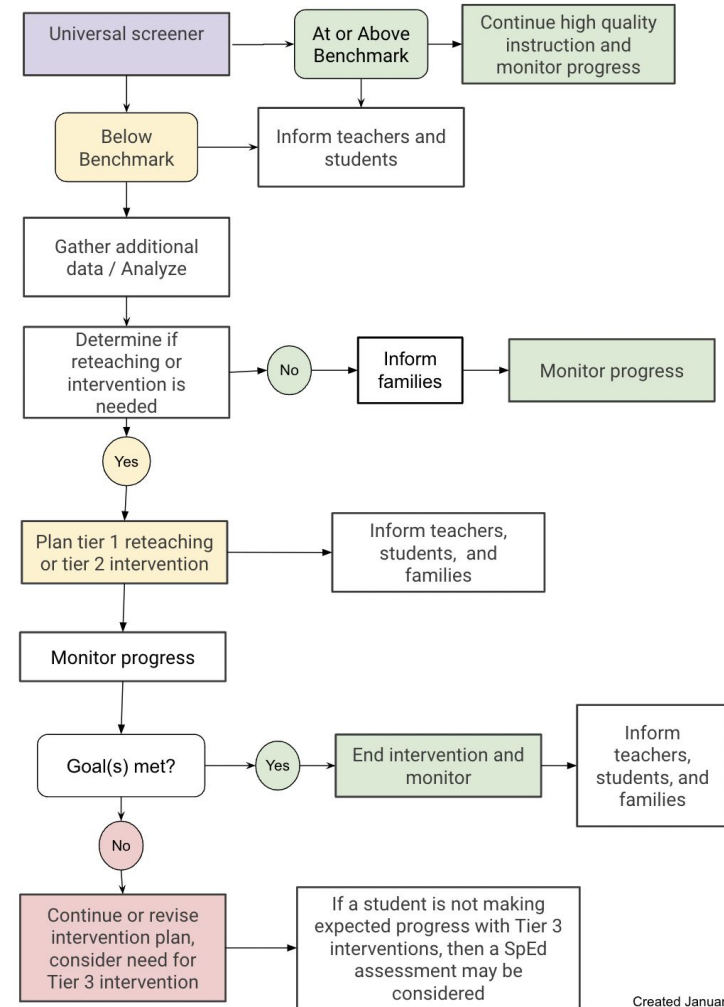 Universal screener
At or Above
Benchmark
Continue high quality
instruction and
monitor progress
Below
Benchmark
Inform teachers and
students
Gather additional
data / Analyze
Determine if
reteaching or
intervention is
needed
No
Inform
families
Monitor progress
Yes
Plan tier 1 reteaching
or tier 2 intervention
Inform teachers,
students, and
families
Monitor progress
Goal(s) met?
Yes
End intervention and
monitor
Inform
teachers,
students, and
families
No
Continue or revise
intervention plan,
consider need for
Tier 3 intervention
If a student is not making
expected progress with Tier 3
interventions, then a SpEd
assessment may be
considered
Created Januar